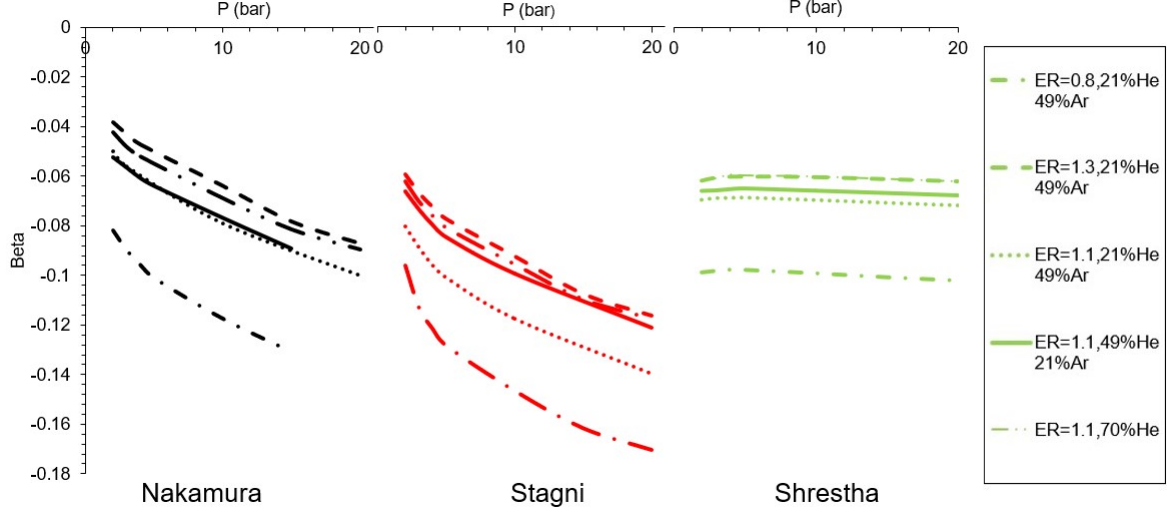 P (bar)
P (bar)
P (bar)
0
0
10
20
0
10
20
0
10
20
-0.02
-0.04
-0.06
-0.08
-0.1
-0.12
-0.14
-0.16
-0.18
Beta
Nakamura
Stagni
Shrestha
ER=0.8,21%He
49%Ar
ER=1.3,21%He
49%Ar
ER=1.1,21%He
49%Ar
ER=1.1,49%He
21%Ar
ER=1.1,70%He